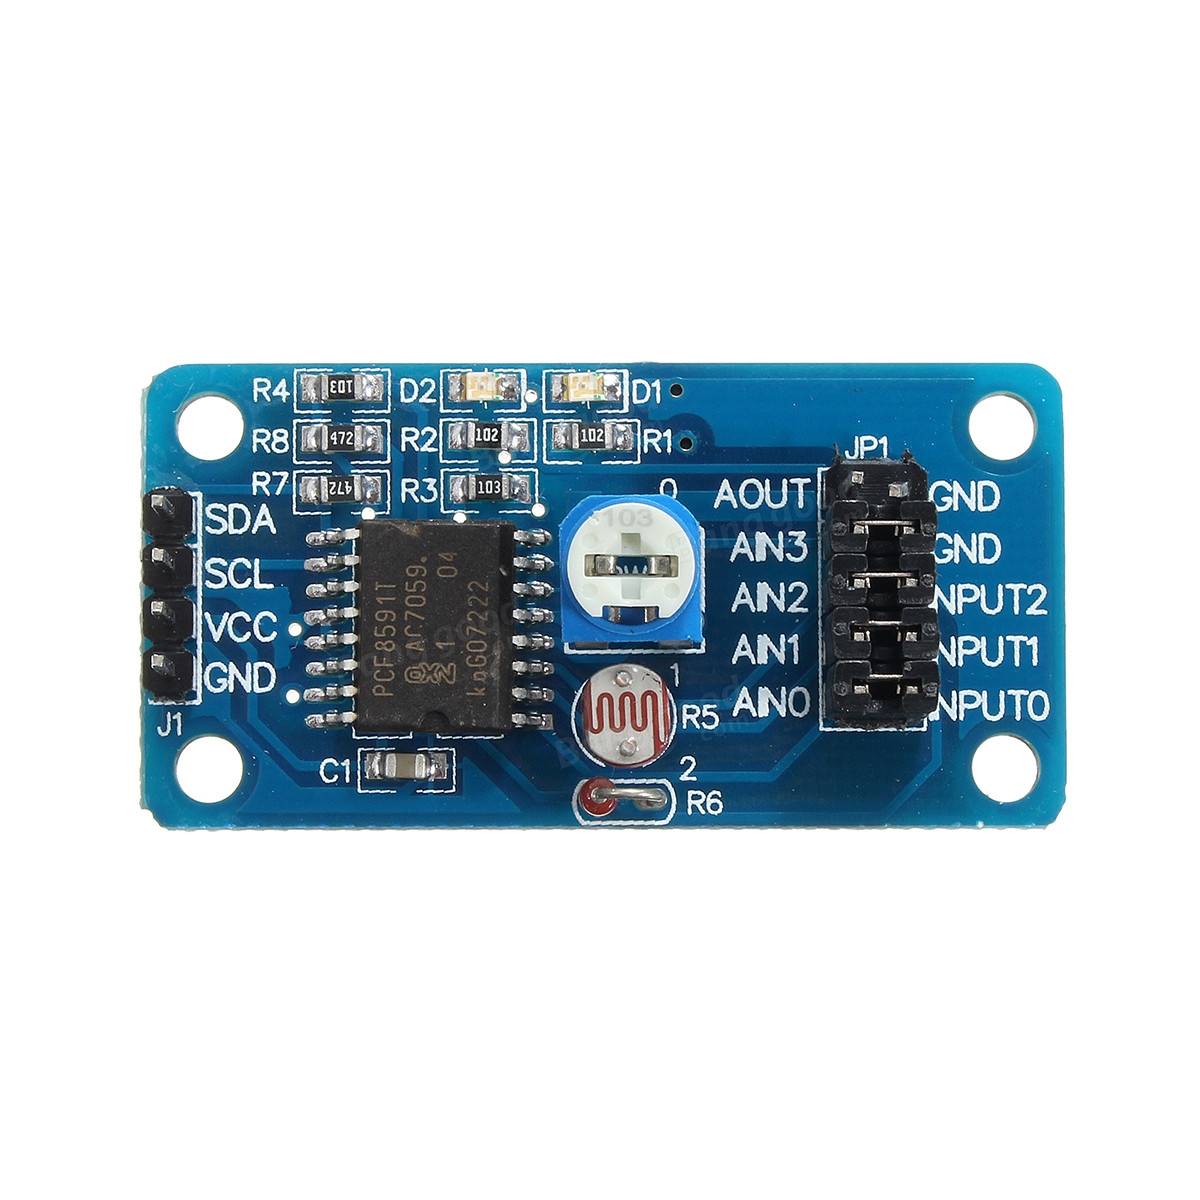 R4 103 D2 D1
R8 472 R2 102 102 R1
R7 472 R3 103
JP1
0
AOUT GND
AIN3 GND
AIN2 INPUT2
AIN1 INPUT1
AIN0 INPUT0
SDA
SCL
VCC
GND
J1
PCF8591T
AC7059. 04
1
knG07222
103
1
R5
C1
2
R6